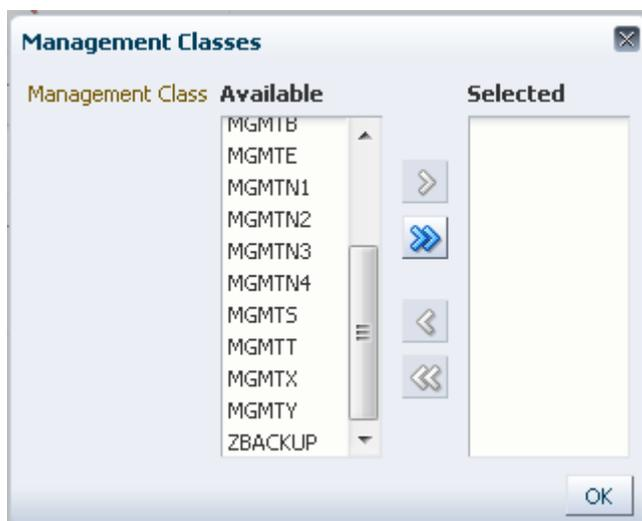 Management Classes
Management Class Available Selected
MGMTB
MGMTE
MGMTN1
MGMTN2
MGMTN3
MGMTN4
MGMTS
MGMTT
MGMTX
MGMTY
ZBACKUP
OK